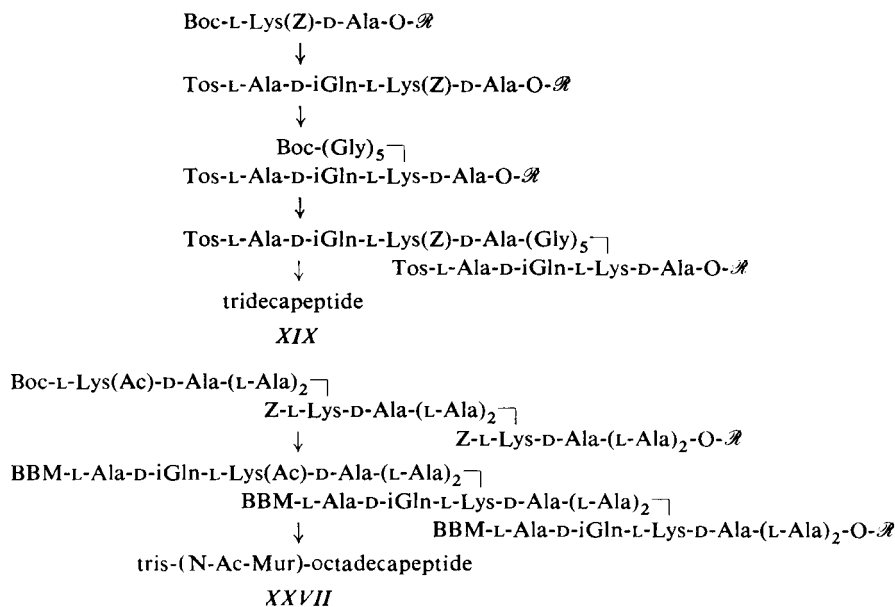 Boc-L-Lys(Z)-D-Ala-O-ℛ
↓
Tos-L-Ala-D-iGln-L-Lys(Z)-D-Ala-O-ℛ
↓
Boc-(Gly)₅
Tos-L-Ala-D-iGln-L-Lys-D-Ala-O-ℛ
↓
Tos-L-Ala-D-iGln-L-Lys(Z)-D-Ala-(Gly)₅
Tos-L-Ala-D-iGln-L-Lys-D-Ala-O-ℛ
↓
tridecapeptide
XIX
Boc-L-Lys(Ac)-D-Ala-(L-Ala)₂
Z-L-Lys-D-Ala-(L-Ala)₂
↓ Z-L-Lys-D-Ala-(L-Ala)₂-O-ℛ
BBM-L-Ala-D-iGln-L-Lys(Ac)-D-Ala-(L-Ala)₂
BBM-L-Ala-D-iGln-L-Lys-D-Ala-(L-Ala)₂
↓ BBM-L-Ala-D-iGln-L-Lys-D-Ala-(L-Ala)₂-O-ℛ
tris-(N-Ac-Mur)-octadecapeptide
XXVII